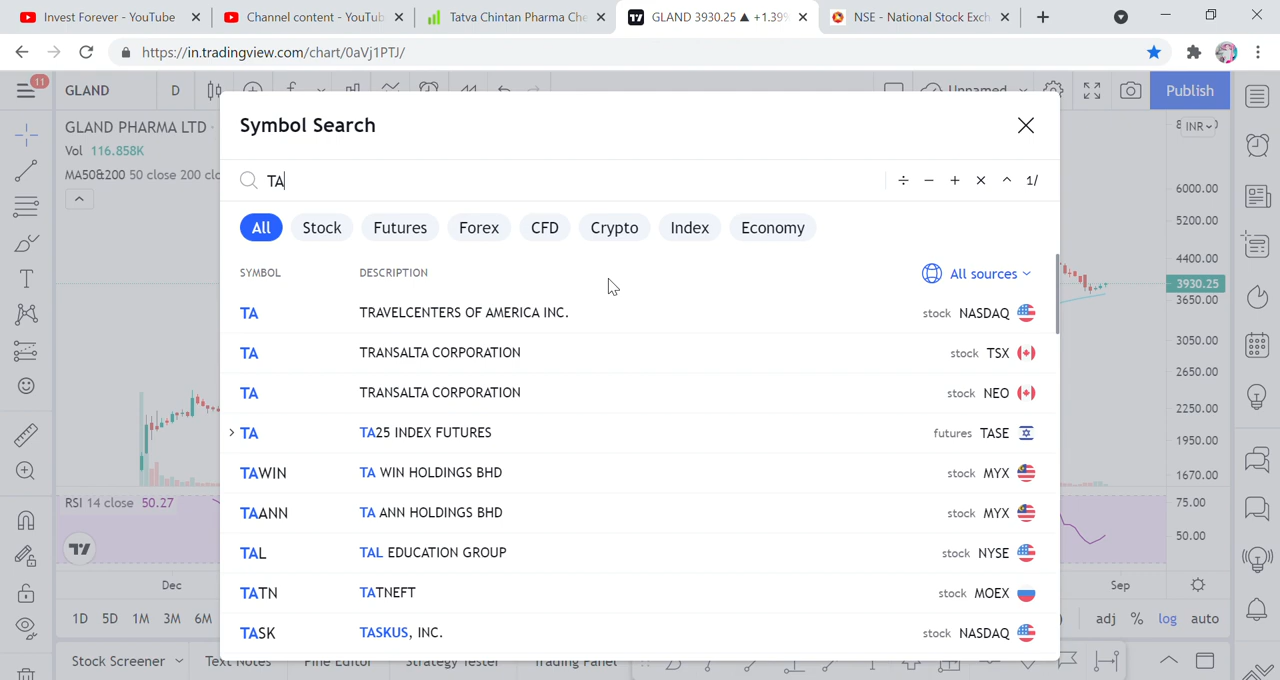 Invest Forever - YouTube
Channel content - YouTub
Tatva Chintan Pharma Che
GLAND 3930.25 ▲ +1.39%
NSE - National Stock Exch
https://in.tradingview.com/chart/0aVj1PTJ/
11
GLAND
D
Unnamed
Publish
GLAND PHARMA LTD ·
Vol 116.858K
MA50&200 50 close 200 clo
INR
Symbol Search
TA
÷ − + × ^ 1/
All Stock Futures Forex CFD Crypto Index Economy
SYMBOL DESCRIPTION All sources
TA TRAVELCENTERS OF AMERICA INC. stock NASDAQ
TA TRANSALTA CORPORATION stock TSX
TA TRANSALTA CORPORATION stock NEO
TA TA25 INDEX FUTURES futures TASE
TAWIN TA WIN HOLDINGS BHD stock MYX
TAANN TA ANN HOLDINGS BHD stock MYX
TAL TAL EDUCATION GROUP stock NYSE
TATN TATNEFT stock MOEX
TASK TASKUS, INC. stock NASDAQ
6000.00
5200.00
4400.00
3930.25
3650.00
3050.00
2650.00
2250.00
1950.00
1670.00
RSI 14 close 50.27
75.00
50.00
Dec
Sep
1D 5D 1M 3M 6M
adj % log auto
Stock Screener
Text Notes
Pine Editor
Strategy Tester
Trading Panel